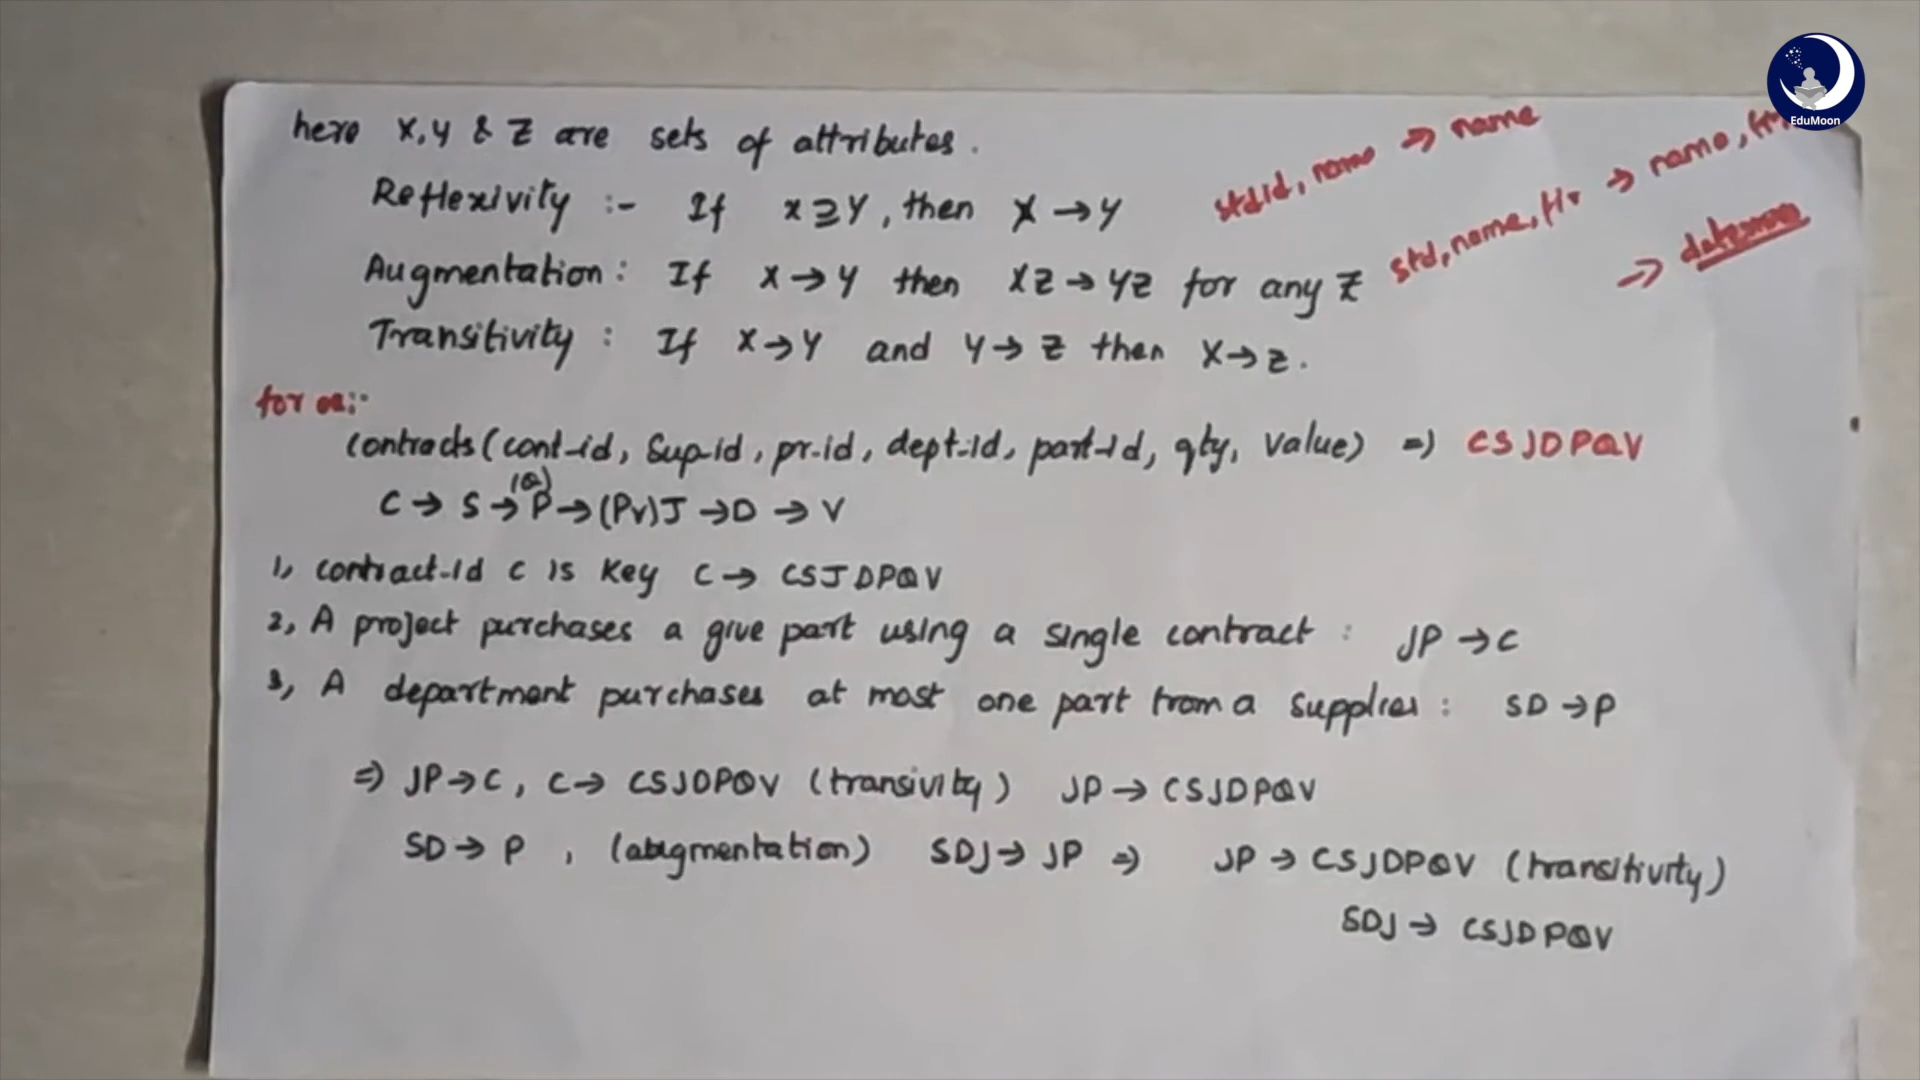 EduMoon
here X, Y & Z are sets of attributes.
stdid, name → name
Reflexivity :- If X ⊇ Y, then X → Y
std, name, Hr → name,
Augmentation : If X → Y then XZ → YZ for any Z
→
Transitivity : If X → Y and Y → Z then X → Z.
for ex:-
contracts (cont-id, Sup-id, pr-id, dept-id, part-id, qty, Value) ⇒ CSJDPQV
(Q)
C → S → P → (Pr)J → D → V
1, contract-Id C is Key C → CSJDPQV
2, A project purchases a give part using a single contract : JP → C
3, A department purchases at most one part from a supplier : SD → P
⇒ JP → C, C → CSJDPQV (transivity) JP → CSJDPQV
SD → P , (augmentation) SDJ → JP ⇒ JP → CSJDPQV (transitivity)
SDJ → CSJDPQV